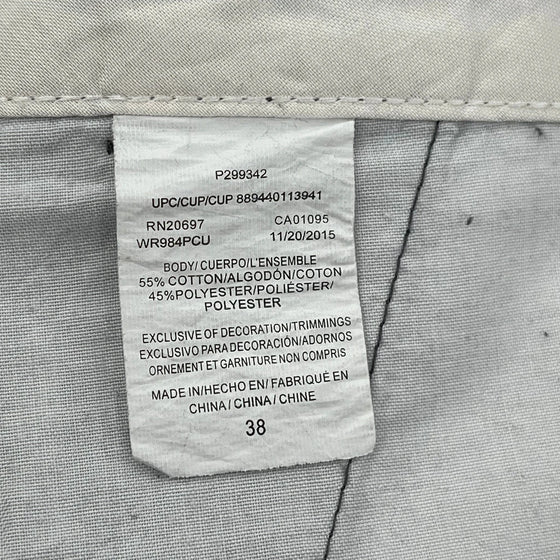 P299342
UPC/CUP/CUP 889440113941
RN20697 CA01095
WR984PCU 11/20/2015
BODY/ CUERPO/L'ENSEMBLE
55% COTTON/ALGODÓN/COTON
45%POLYESTER/POLIÉSTER/
POLYESTER
EXCLUSIVE OF DECORATION/TRIMMINGS
EXCLUSIVO PARA DECORACIÓN/ADORNOS
ORNEMENT ET GARNITURE NON COMPRIS
MADE IN/HECHO EN/ FABRIQUÉ EN
CHINA/ CHINA/ CHINE
38